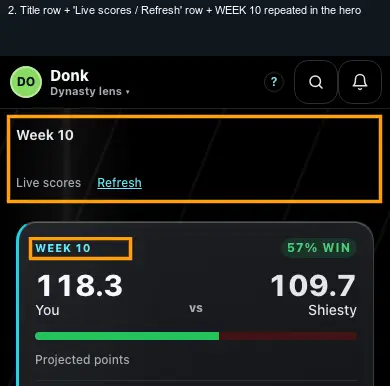 2. Title row + 'Live scores / Refresh' row + WEEK 10 repeated in the hero
DO
Donk
Dynasty lens ▾
?
Week 10
Live scores Refresh
WEEK 10
57% WIN
118.3
109.7
You
vs
Shiesty
Projected points